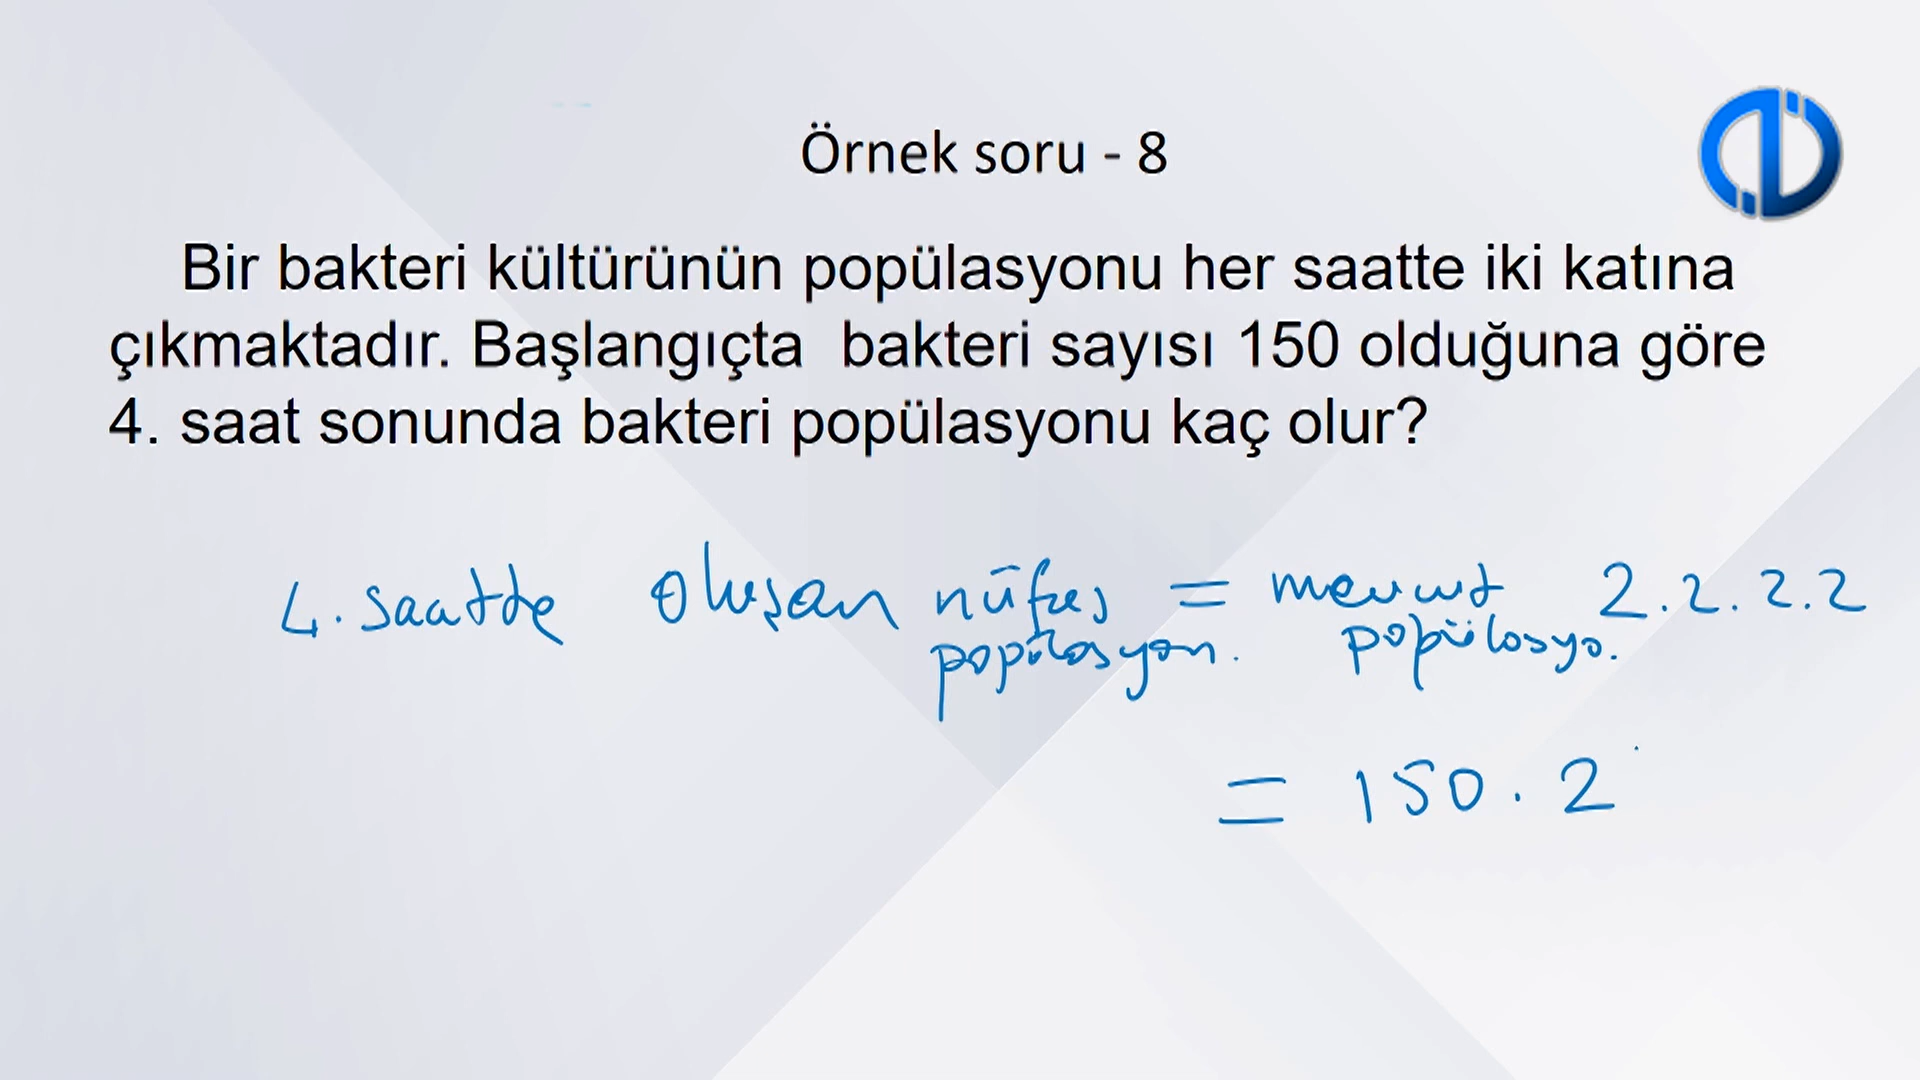 Örnek soru - 8
Bir bakteri kültürünün popülasyonu her saatte iki katına
çıkmaktadır. Başlangıçta bakteri sayısı 150 olduğuna göre
4. saat sonunda bakteri popülasyonu kaç olur?
4. saatte oluşan nüfus = mevcut 2.2.2.2
popülasyon. popülasyo.
= 150.2